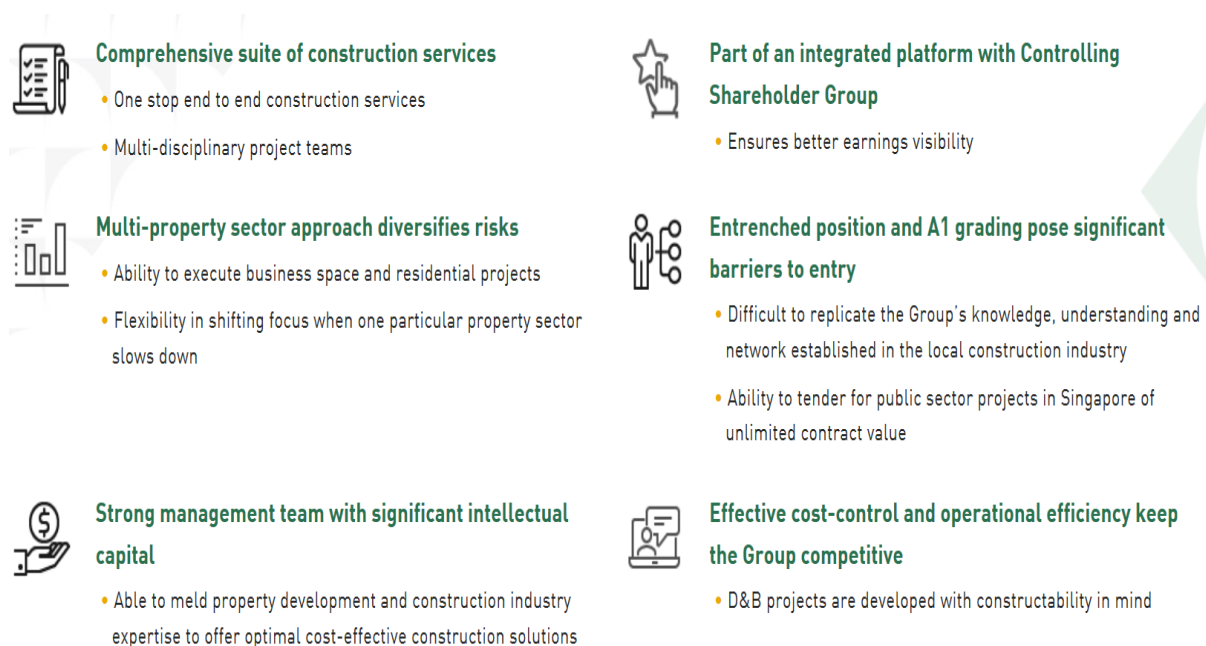 Comprehensive suite of construction services
• One stop end to end construction services
• Multi-disciplinary project teams
Multi-property sector approach diversifies risks
• Ability to execute business space and residential projects
• Flexibility in shifting focus when one particular property sector
slows down
Strong management team with significant intellectual
capital
• Able to meld property development and construction industry
expertise to offer optimal cost-effective construction solutions
Part of an integrated platform with Controlling
Shareholder Group
• Ensures better earnings visibility
Entrenched position and A1 grading pose significant
barriers to entry
• Difficult to replicate the Group's knowledge, understanding and
network established in the local construction industry
• Ability to tender for public sector projects in Singapore of
unlimited contract value
Effective cost-control and operational efficiency keep
the Group competitive
• D&B projects are developed with constructability in mind